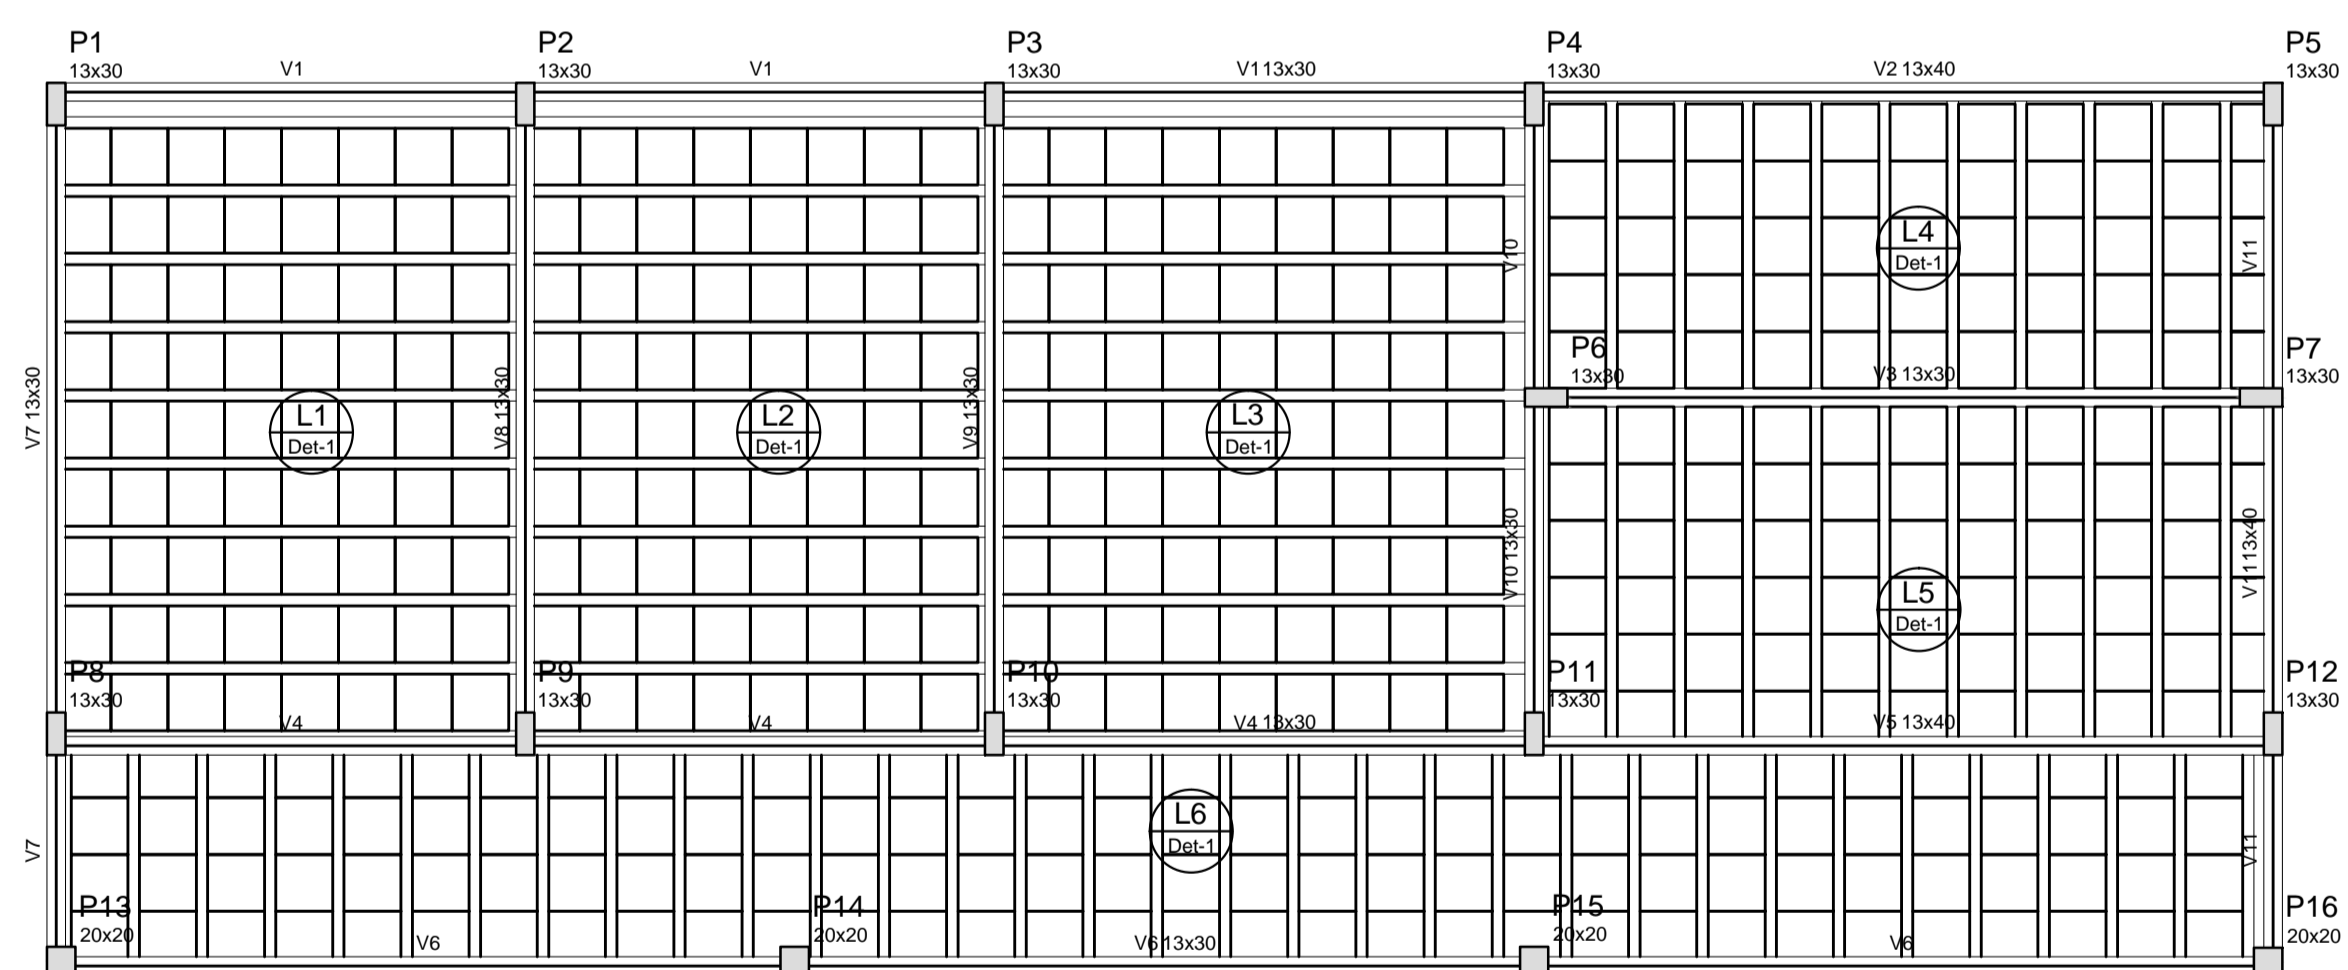 P1
13x30
V1
P2
13x30
V1
P3
13x30
V1 13x30
P4
13x30
V2 13x40
P5
13x30
L4
Det-1
V10
V11
P6
13x30
V3 13x30
P7
13x30
V7 13x30
L1
Det-1
V8 13x30
L2
Det-1
V9 13x30
L3
Det-1
V10 13x30
L5
Det-1
V11 13x40
P8
13x30
V4
P9
13x30
V4
P10
13x30
V4 13x30
P11
13x30
V5 13x40
P12
13x30
V7
L6
Det-1
V11
P13
20x20
V6
P14
20x20
V6 13x30
P15
20x20
V6
P16
20x20